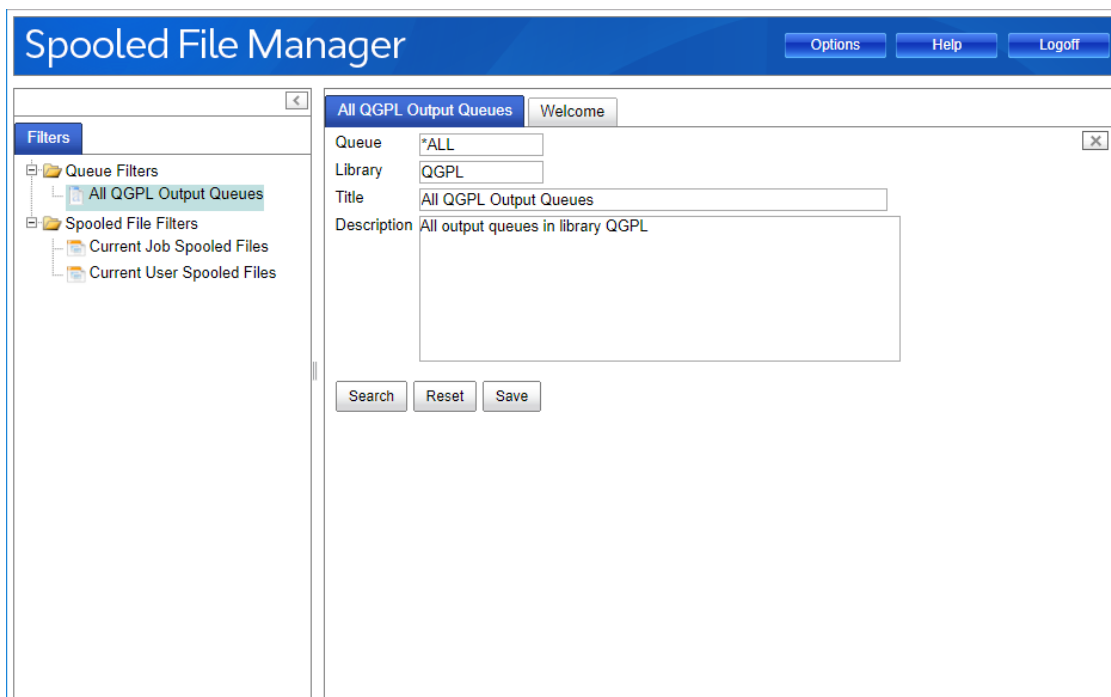 Spooled File Manager
Options Help Logoff
Filters
Queue Filters
All QGPL Output Queues
Spooled File Filters
Current Job Spooled Files
Current User Spooled Files
All QGPL Output Queues Welcome
Queue *ALL
Library QGPL
Title All QGPL Output Queues
Description All output queues in library QGPL
Search Reset Save